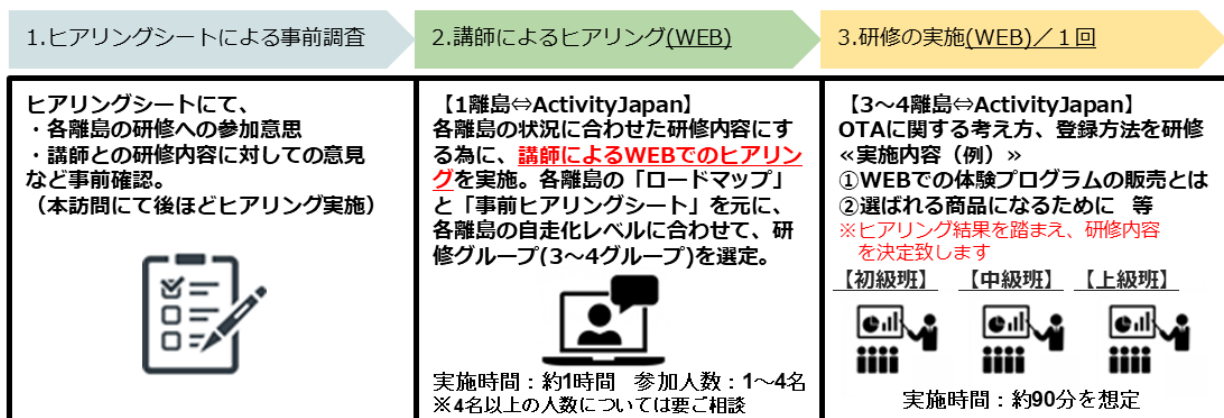 1.ヒアリングシートによる事前調査
2.講師によるヒアリング(WEB)
3.研修の実施(WEB)／１回
ヒアリングシートにて、
・各離島の研修への参加意思
・講師との研修内容に対しての意見
など事前確認。
（本訪問にて後ほどヒアリング実施）
【1離島⇔ActivityJapan】
各離島の状況に合わせた研修内容にす
る為に、講師によるWEBでのヒアリン
グを実施。各離島の「ロードマップ」
と「事前ヒアリングシート」を元に、
各離島の自走化レベルに合わせて、研
修グループ(3～4グループ)を選定。
実施時間：約1時間　参加人数：1～4名
※4名以上の人数については要ご相談
【3～4離島⇔ActivityJapan】
OTAに関する考え方、登録方法を研修
≪実施内容（例）≫
①WEBでの体験プログラムの販売とは
②選ばれる商品になるために　等
※ヒアリング結果を踏まえ、研修内容
を決定致します
【初級班】　【中級班】　【上級班】
実施時間：約90分を想定